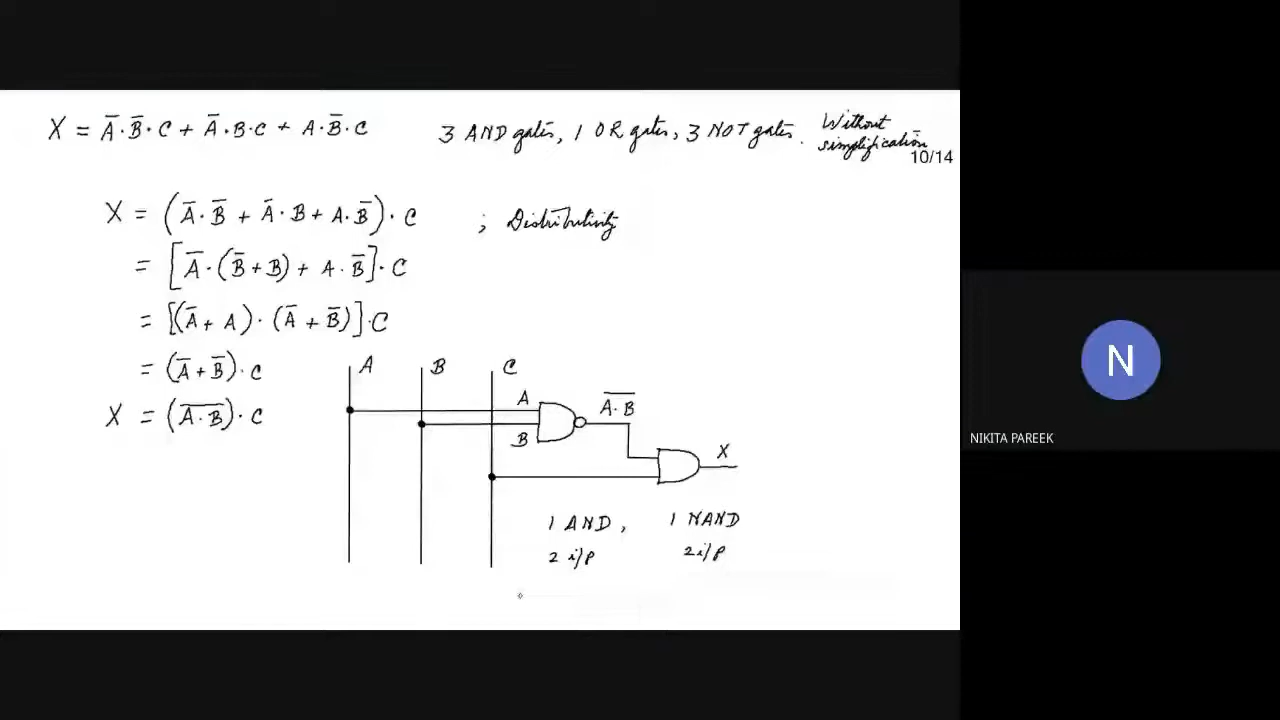 X = A̅·B̅·C + A̅·B·C + A·B̅·C 3 AND gates, 1 OR gates, 3 NOT gates. Without simplification
10/14
X = (A̅·B̅ + A̅·B + A·B̅)·C ; Distributivity
= [A̅·(B̅+B) + A·B̅]·C
= [(A̅+A)·(A̅+B̅)]·C
= (A̅+B̅)·C
X = (A̅·̅B̅)·C
A B C
A A̅·̅B̅
B
X
1 AND, 1 NAND
2 i/p 2 i/p
N
NIKITA PAREEK